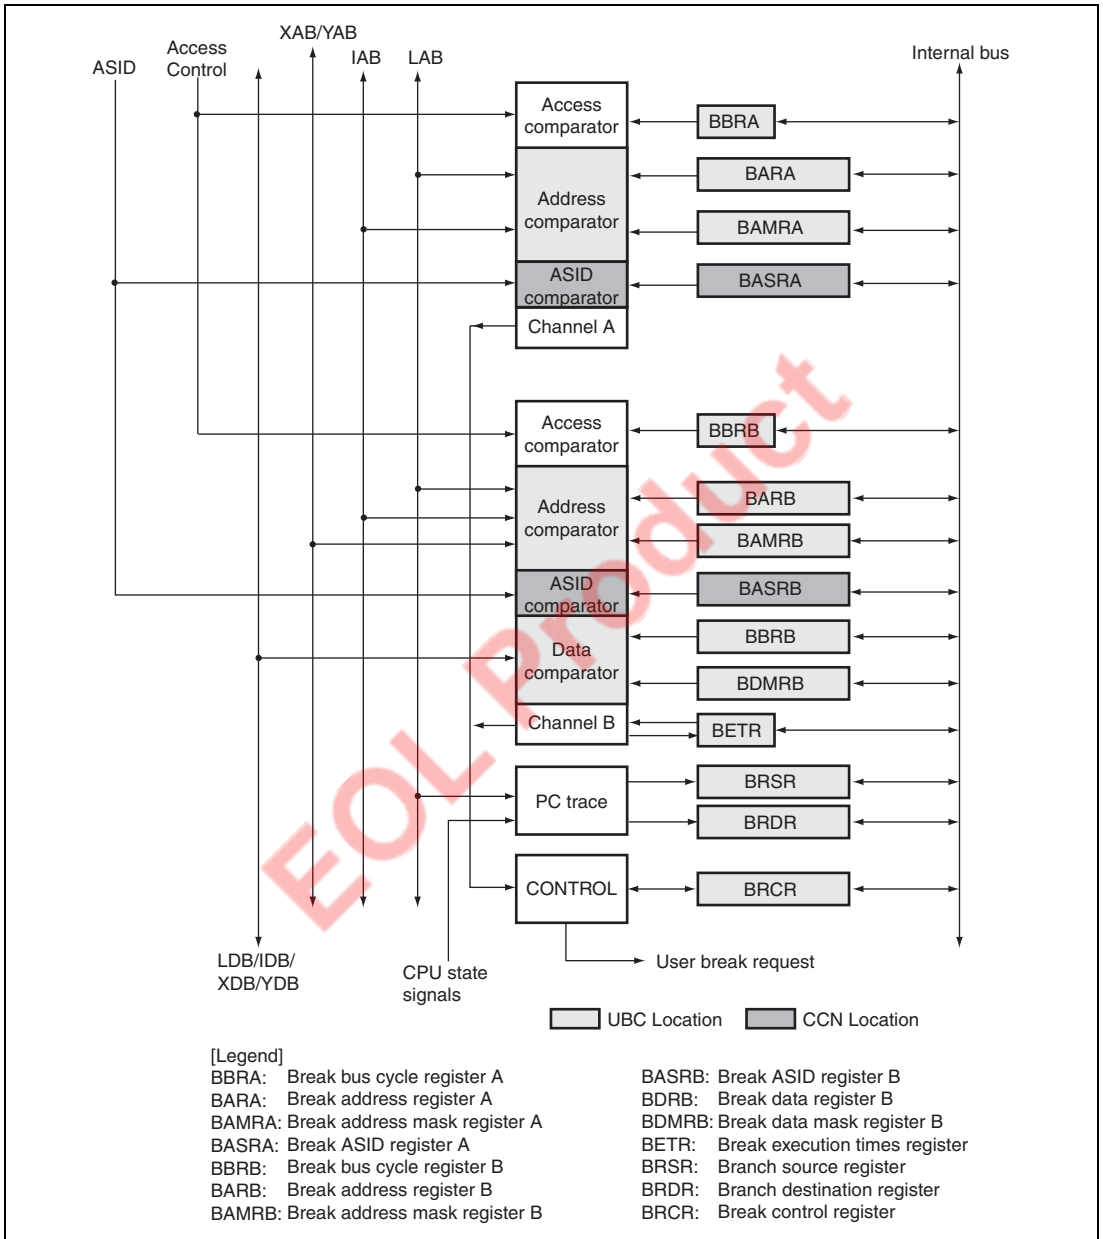 XAB/YAB
Access
Control
IAB
LAB
Internal bus
ASID
Access
comparator
BBRA
Address
comparator
BARA
BAMRA
ASID
comparator
BASRA
Channel A
Access
comparator
BBRB
Address
comparator
BARB
BAMRB
ASID
comparator
BASRB
Data
comparator
BBRB
BDMRB
Channel B
BETR
PC trace
BRSR
BRDR
CONTROL
BRCR
LDB/IDB/
XDB/YDB
CPU state
signals
User break request
UBC Location
CCN Location
EOL Product
[Legend]
BBRA: Break bus cycle register A
BARA: Break address register A
BAMRA: Break address mask register A
BASRA: Break ASID register A
BBRB: Break bus cycle register B
BARB: Break address register B
BAMRB: Break address mask register B
BASRB: Break ASID register B
BDRB: Break data register B
BDMRB: Break data mask register B
BETR: Break execution times register
BRSR: Branch source register
BRDR: Branch destination register
BRCR: Break control register